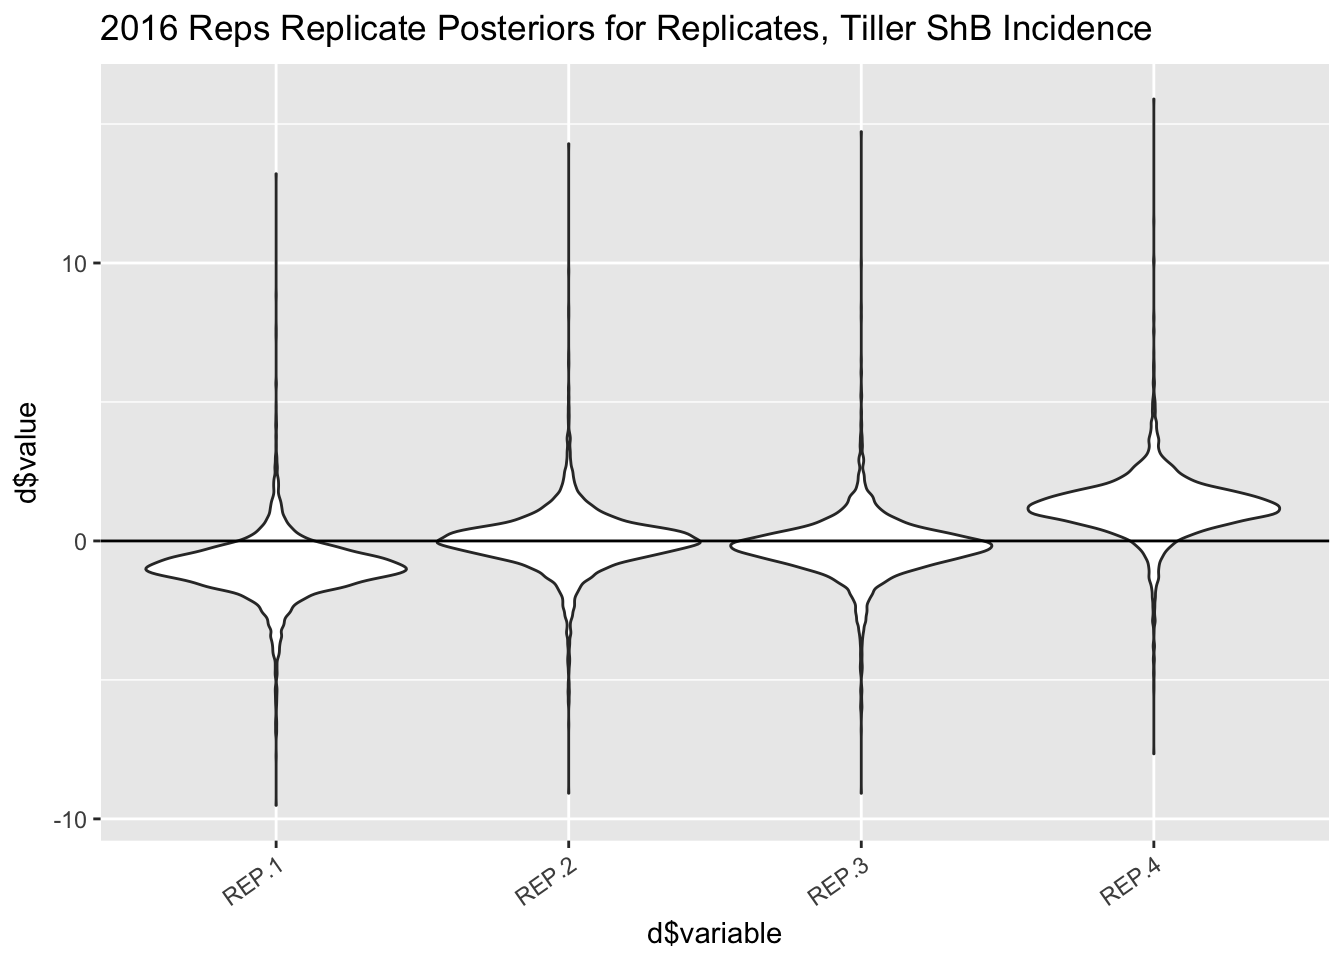 2016 Reps Replicate Posteriors for Replicates, Tiller ShB Incidence
d$value
10
0
-10
REP.1
REP.2
REP.3
REP.4
d$variable